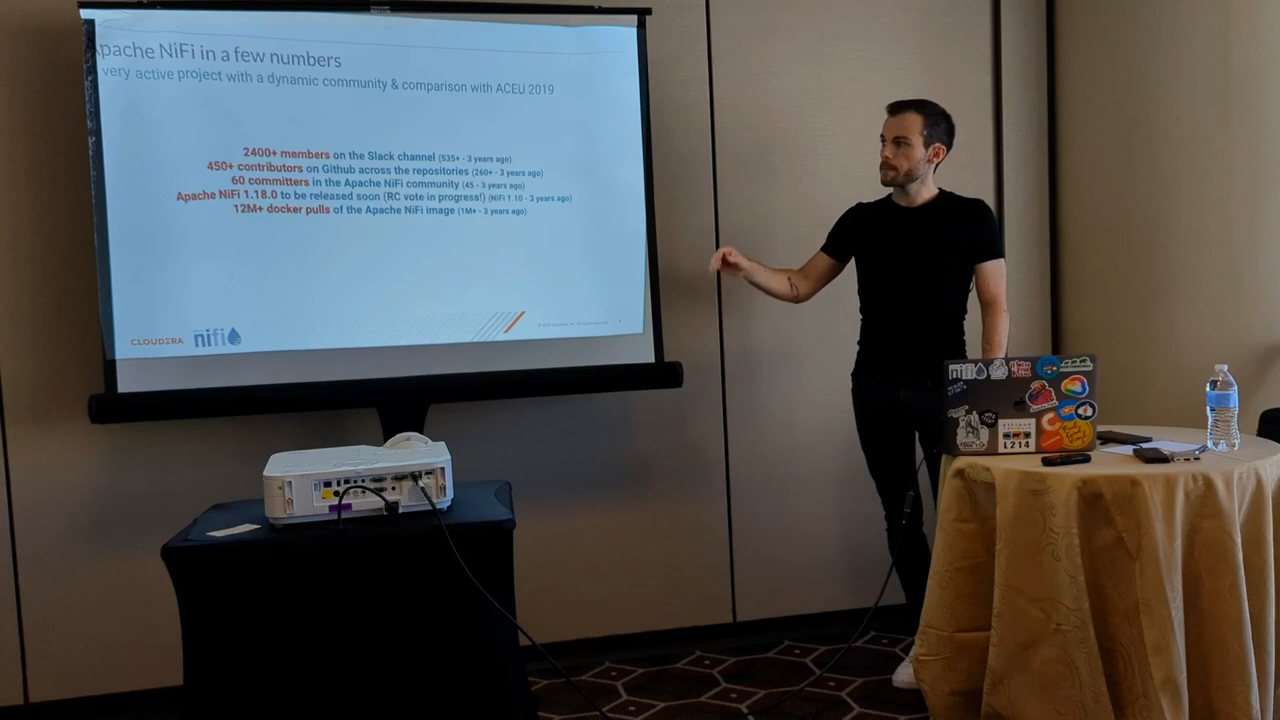 pache NiFi in a few numbers
very active project with a dynamic community & comparison with ACEU 2019
2400+ members on the Slack channel (535+ - 3 years ago)
450+ contributors on Github across the repositories (260+ - 3 years ago)
60 committers in the Apache NiFi community (45 - 3 years ago)
Apache NiFi 1.18.0 to be released soon (RC vote in progress!) (NiFi 1.10 - 3 years ago)
12M+ docker pulls of the Apache NiFi image (1M+ - 3 years ago)
CLOUDERA nifi
nifi
L214